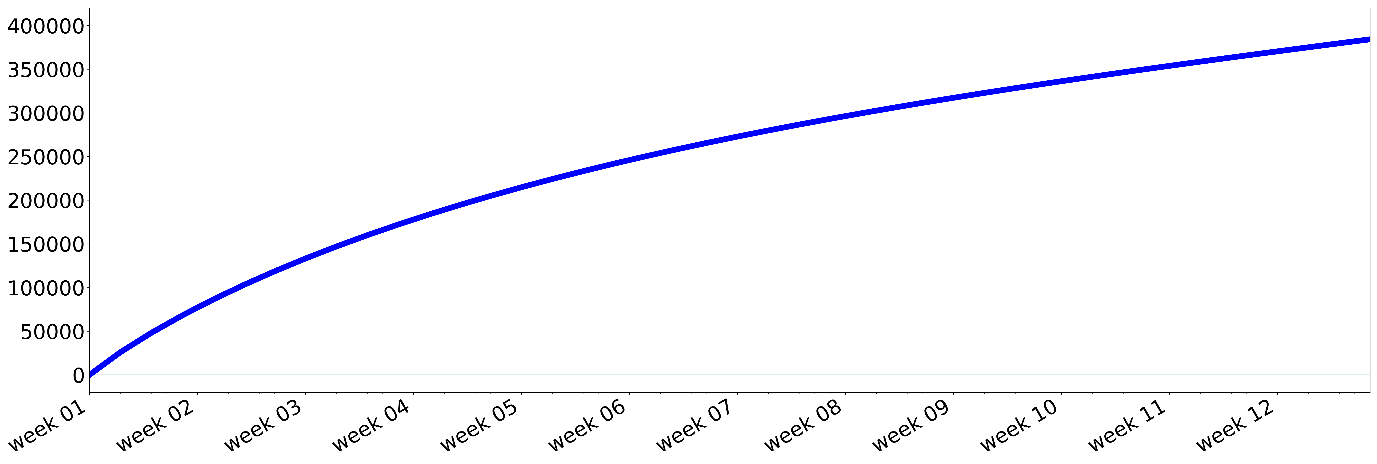 400000
350000
300000
250000
200000
150000
100000
50000
0
week 01
week 02
week 03
week 04
week 05
week 06
week 07
week 08
week 09
week 10
week 11
week 12